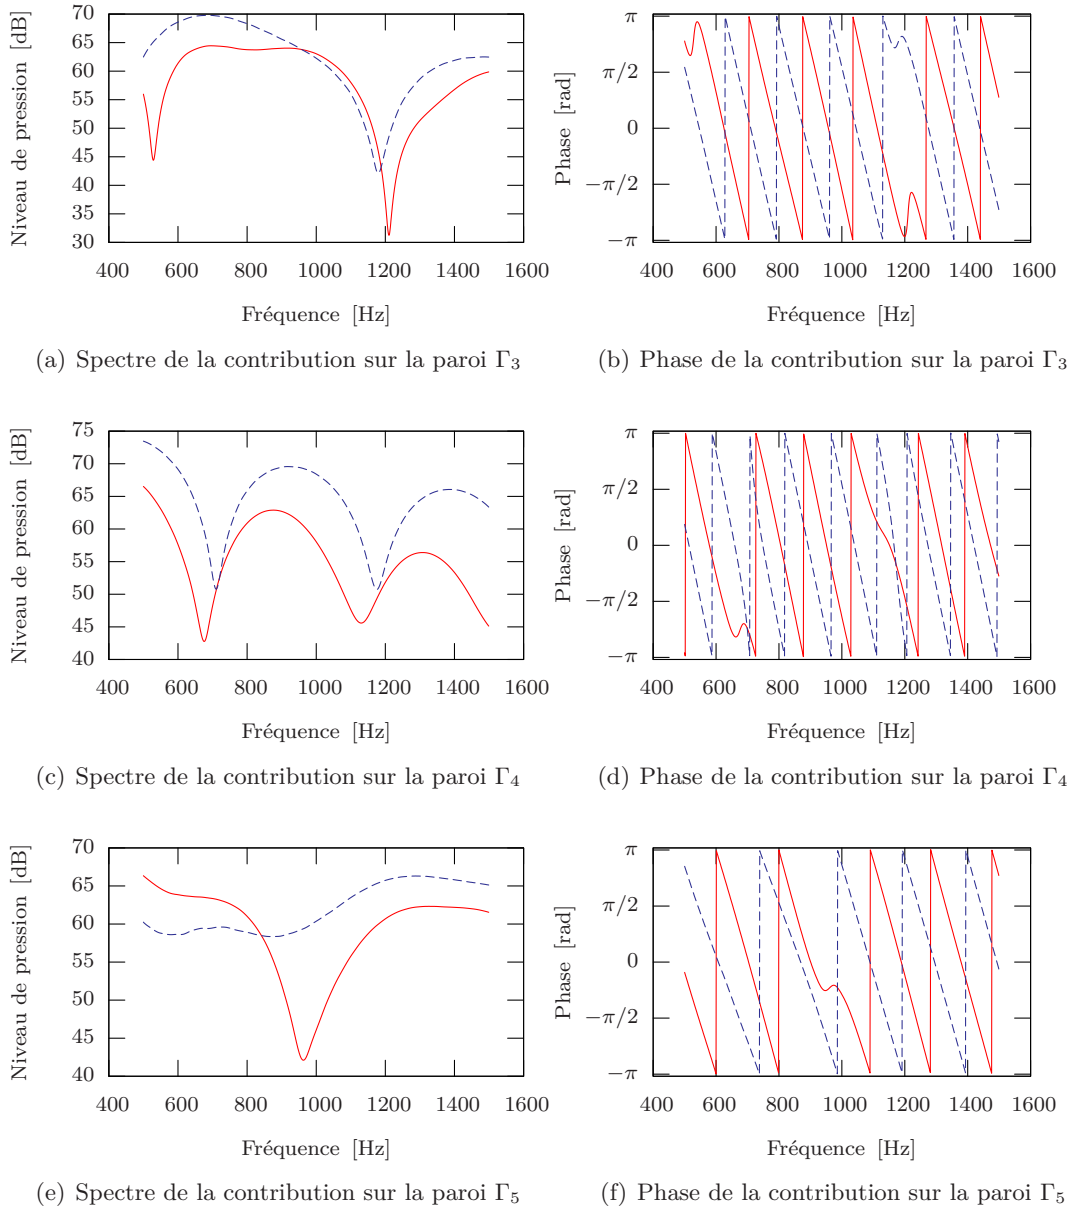 Niveau de pression [dB]
70
65
60
55
50
45
40
35
30
400 600 800 1000 1200 1400 1600
Fréquence [Hz]
(a) Spectre de la contribution sur la paroi Γ₃
Phase [rad]
π
π/2
0
−π/2
−π
400 600 800 1000 1200 1400 1600
Fréquence [Hz]
(b) Phase de la contribution sur la paroi Γ₃
Niveau de pression [dB]
75
70
65
60
55
50
45
40
400 600 800 1000 1200 1400 1600
Fréquence [Hz]
(c) Spectre de la contribution sur la paroi Γ₄
Phase [rad]
π
π/2
0
−π/2
−π
400 600 800 1000 1200 1400 1600
Fréquence [Hz]
(d) Phase de la contribution sur la paroi Γ₄
Niveau de pression [dB]
70
65
60
55
50
45
40
400 600 800 1000 1200 1400 1600
Fréquence [Hz]
(e) Spectre de la contribution sur la paroi Γ₅
Phase [rad]
π
π/2
0
−π/2
−π
400 600 800 1000 1200 1400 1600
Fréquence [Hz]
(f) Phase de la contribution sur la paroi Γ₅